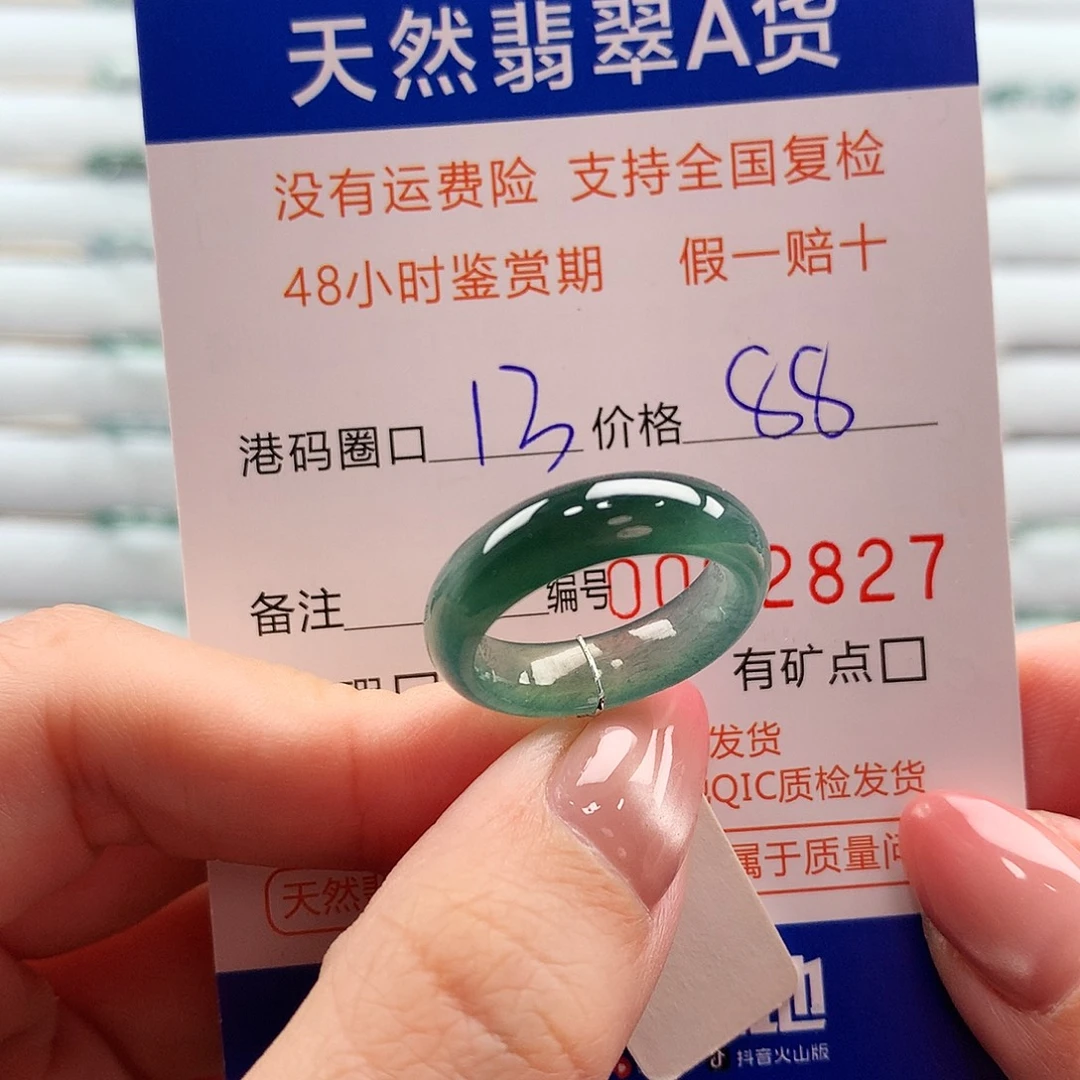 天然翡翠A货
没有运费险 支持全国复检
48小时鉴赏期 假一赔十
港码圈口 13 价格 88
备注 编号 00 2827
有矿点□
发货
QIC质检发货
属于质量问
天然翡
抖音火山版